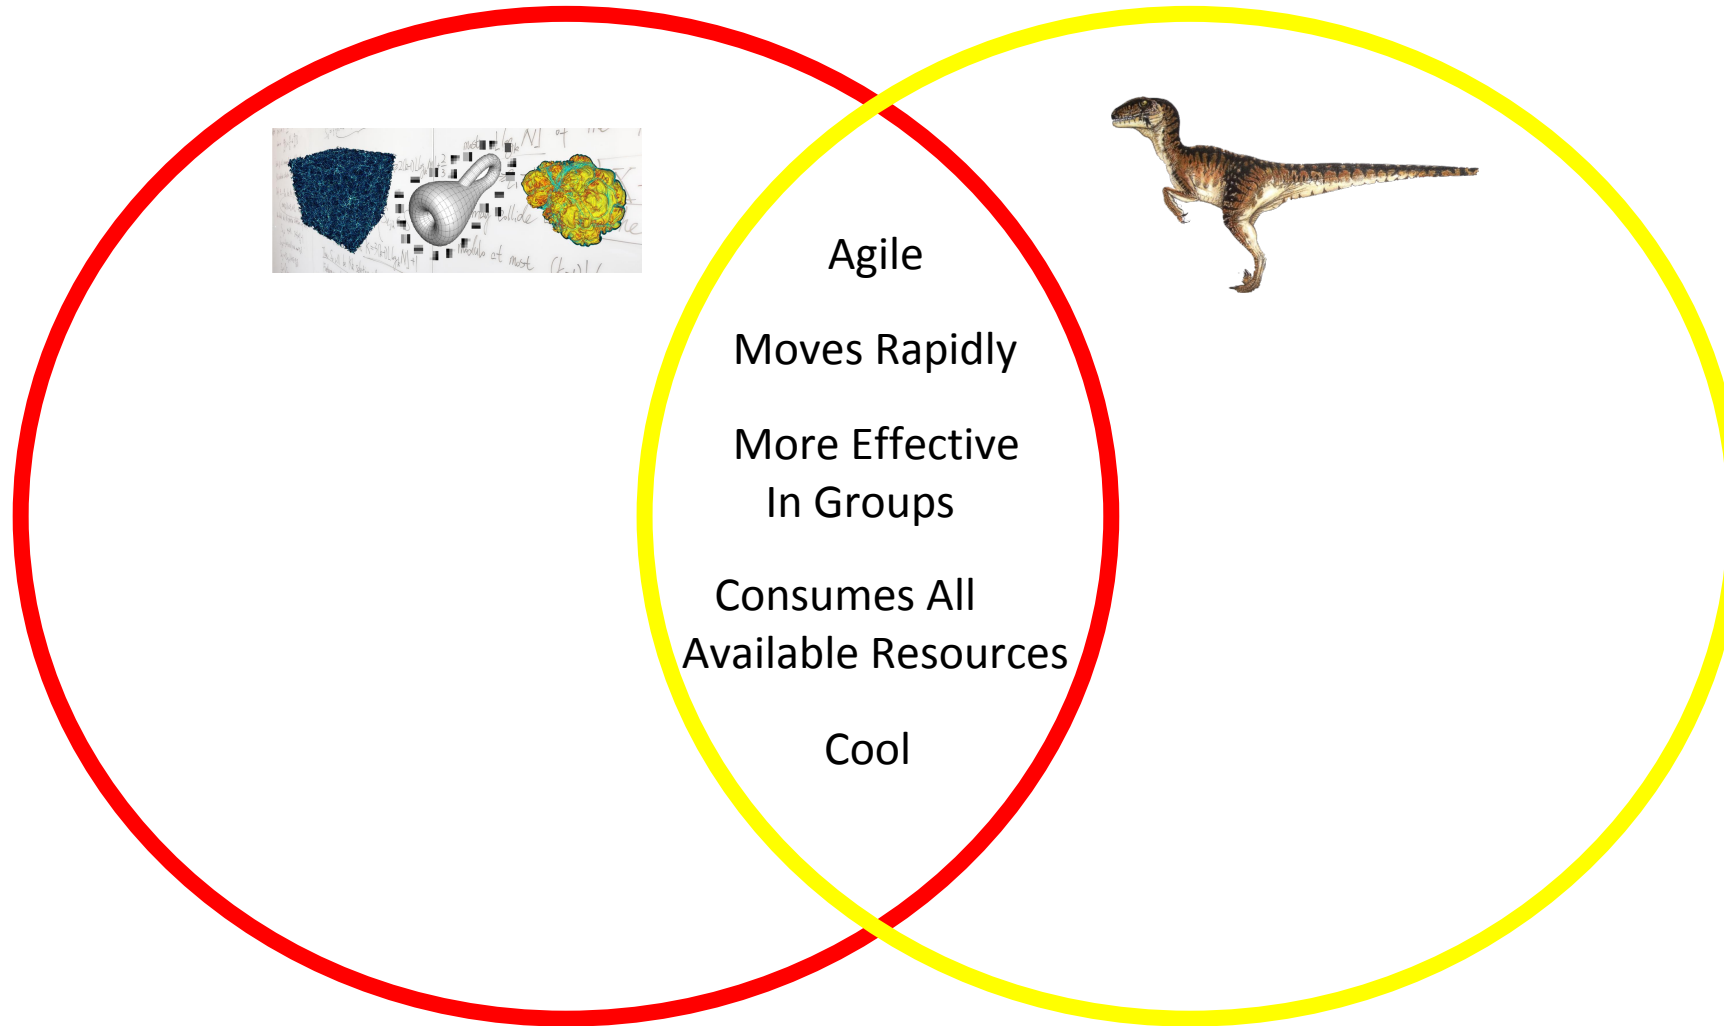 Agile
Moves Rapidly
More Effective
In Groups
Consumes All
Available Resources
Cool